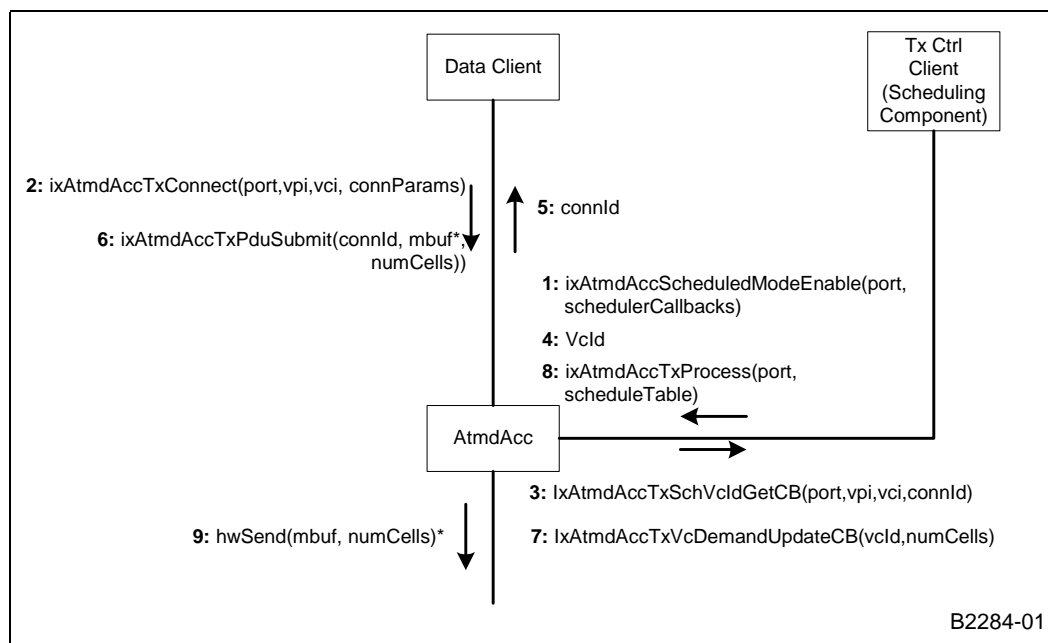 Data Client
Tx Ctrl
Client
(Scheduling
Component)
2: ixAtmdAccTxConnect(port,vpi,vci, connParams)
5: connId
6: ixAtmdAccTxPduSubmit(connId, mbuf*,
numCells))
1: ixAtmdAccScheduledModeEnable(port,
schedulerCallbacks)
4: VcId
8: ixAtmdAccTxProcess(port,
scheduleTable)
AtmdAcc
3: IxAtmdAccTxSchVcIdGetCB(port,vpi,vci,connId)
9: hwSend(mbuf, numCells)*
7: IxAtmdAccTxVcDemandUpdateCB(vcId,numCells)
B2284-01